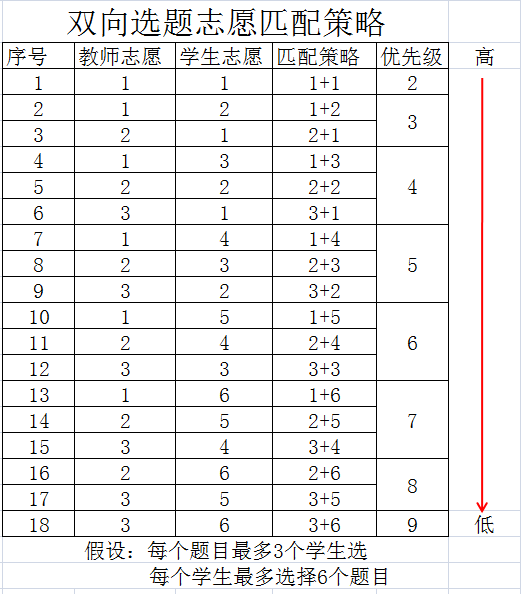 双向选题志愿匹配策略
序号 教师志愿 学生志愿 匹配策略 优先级 高
1 1 1 1+1 2
2 1 2 1+2 3
3 2 1 2+1
4 1 3 1+3 4
5 2 2 2+2
6 3 1 3+1
7 1 4 1+4 5
8 2 3 2+3
9 3 2 3+2
10 1 5 1+5 6
11 2 4 2+4
12 3 3 3+3
13 1 6 1+6 7
14 2 5 2+5
15 3 4 3+4
16 2 6 2+6 8
17 3 5 3+5
18 3 6 3+6 9 低
假设：每个题目最多3个学生选
每个学生最多选择6个题目